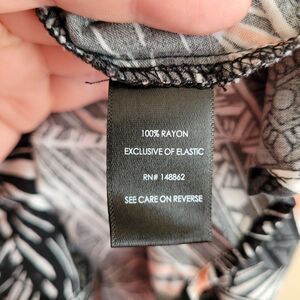 100% RAYON
EXCLUSIVE OF ELASTIC
RN# 148862
SEE CARE ON REVERSE